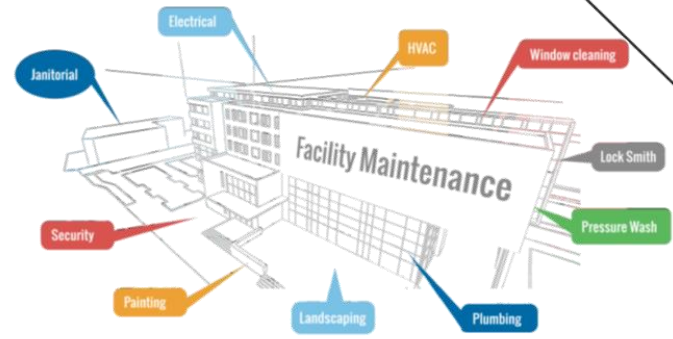 Electrical
HVAC
Window cleaning
Janitorial
Facility Maintenance
Lock Smith
Pressure Wash
Security
Painting
Landscaping
Plumbing